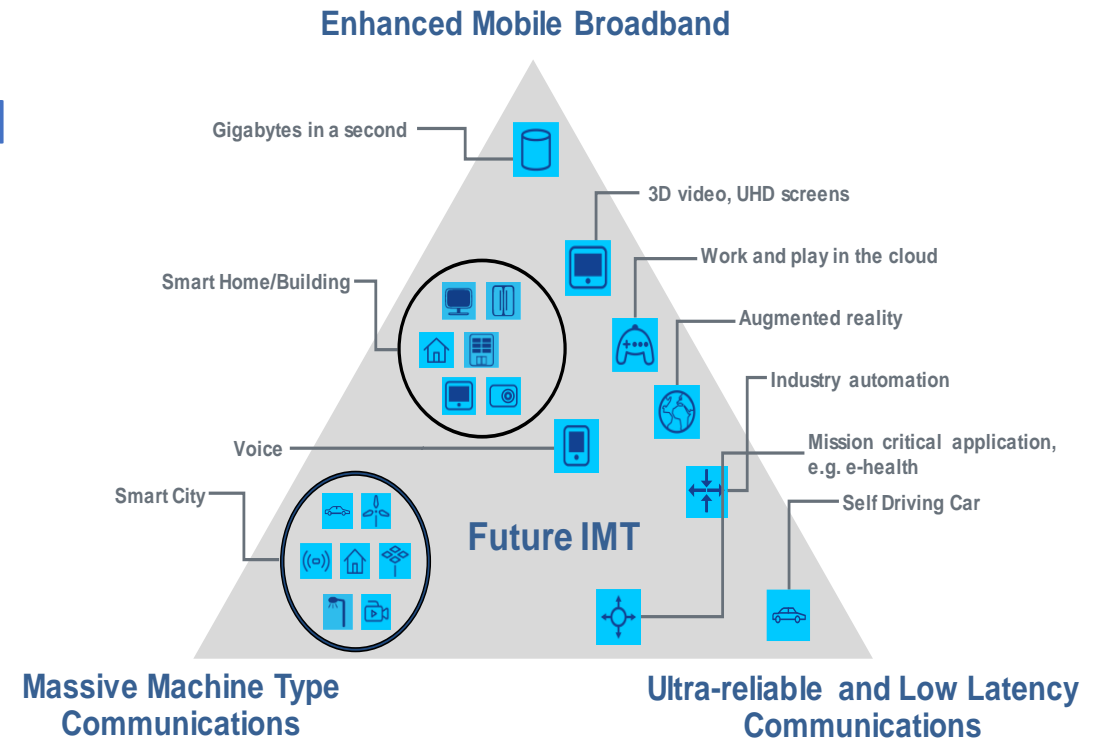 Enhanced Mobile Broadband
Gigabytes in a second
3D video, UHD screens
Work and play in the cloud
Smart Home/Building
Augmented reality
Industry automation
Mission critical application,
e.g. e-health
Voice
Smart City
Self Driving Car
Future IMT
Massive Machine Type
Communications
Ultra-reliable and Low Latency
Communications